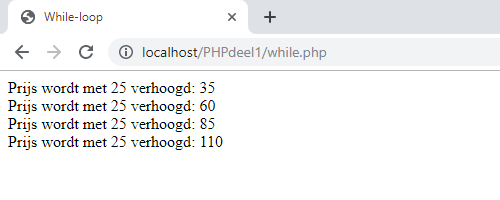 While-loop
localhost/PHPdeel1/while.php
Prijs wordt met 25 verhoogd: 35
Prijs wordt met 25 verhoogd: 60
Prijs wordt met 25 verhoogd: 85
Prijs wordt met 25 verhoogd: 110